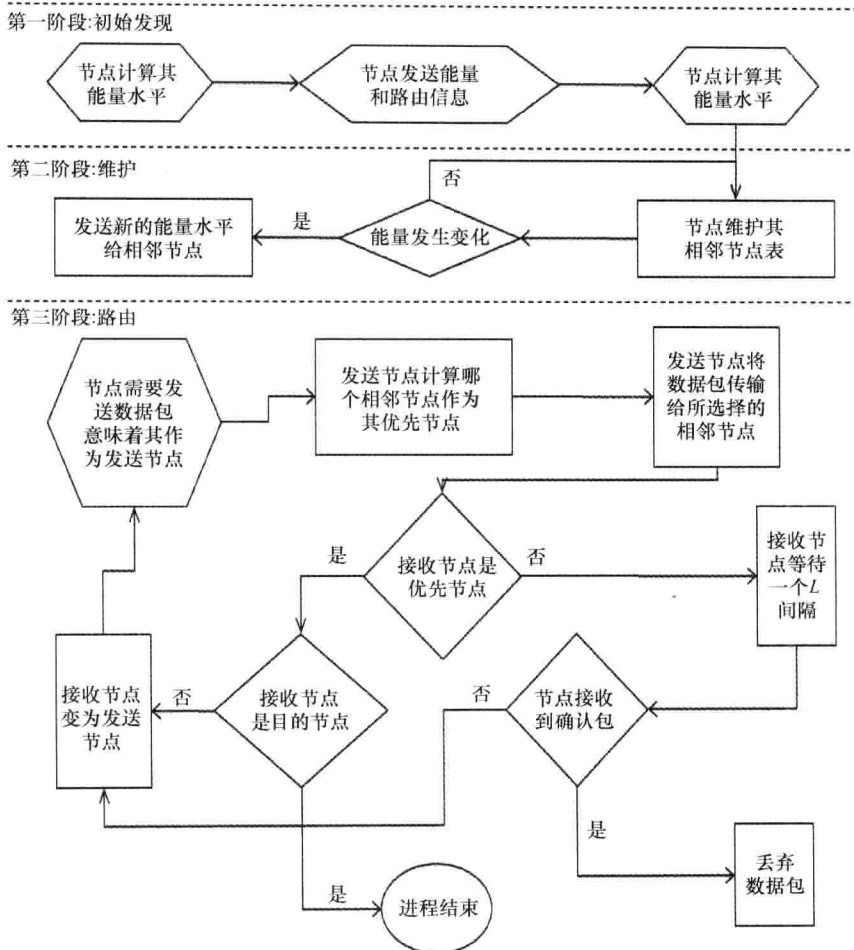 第一阶段:初始发现
节点计算其
能量水平
节点发送能量
和路由信息
节点计算其
能量水平
第二阶段:维护
否
发送新的能量水平
给相邻节点
是
能量发生变化
节点维护其
相邻节点表
第三阶段:路由
节点需要发
送数据包
意味着其作
为发送节点
发送节点计算哪
个相邻节点作为
其优先节点
发送节点将
数据包传输
给所选择的
相邻节点
是
接收节点是
优先节点
否
接收节
点等待
一个L
间隔
接收节点
变为发送
节点
否
接收节点
是目的节点
否
节点接收
到确认包
是
丢弃
数据包
是
进程结束